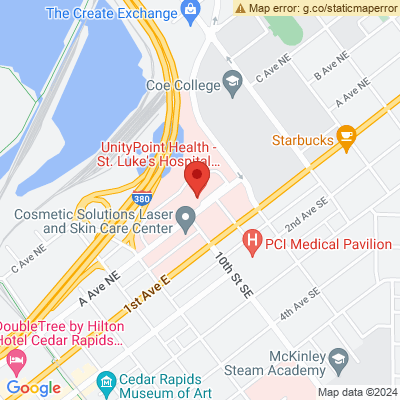 Map error: g.co/staticmaperror
The Create Exchange
C Ave NE
B Ave NE
A Ave NE
Coe College
UnityPoint Health -
St. Luke's Hospital...
Starbucks
380
Cosmetic Solutions Laser
and Skin Care Center
2nd Ave SE
PCI Medical Pavilion
C Ave NE
A Ave NE
1st Ave E
10th St SE
4th Ave SE
DoubleTree by Hilton
Hotel Cedar Rapids...
McKinley
Steam Academy
Cedar Rapids
Museum of Art
Google
Map data ©2024